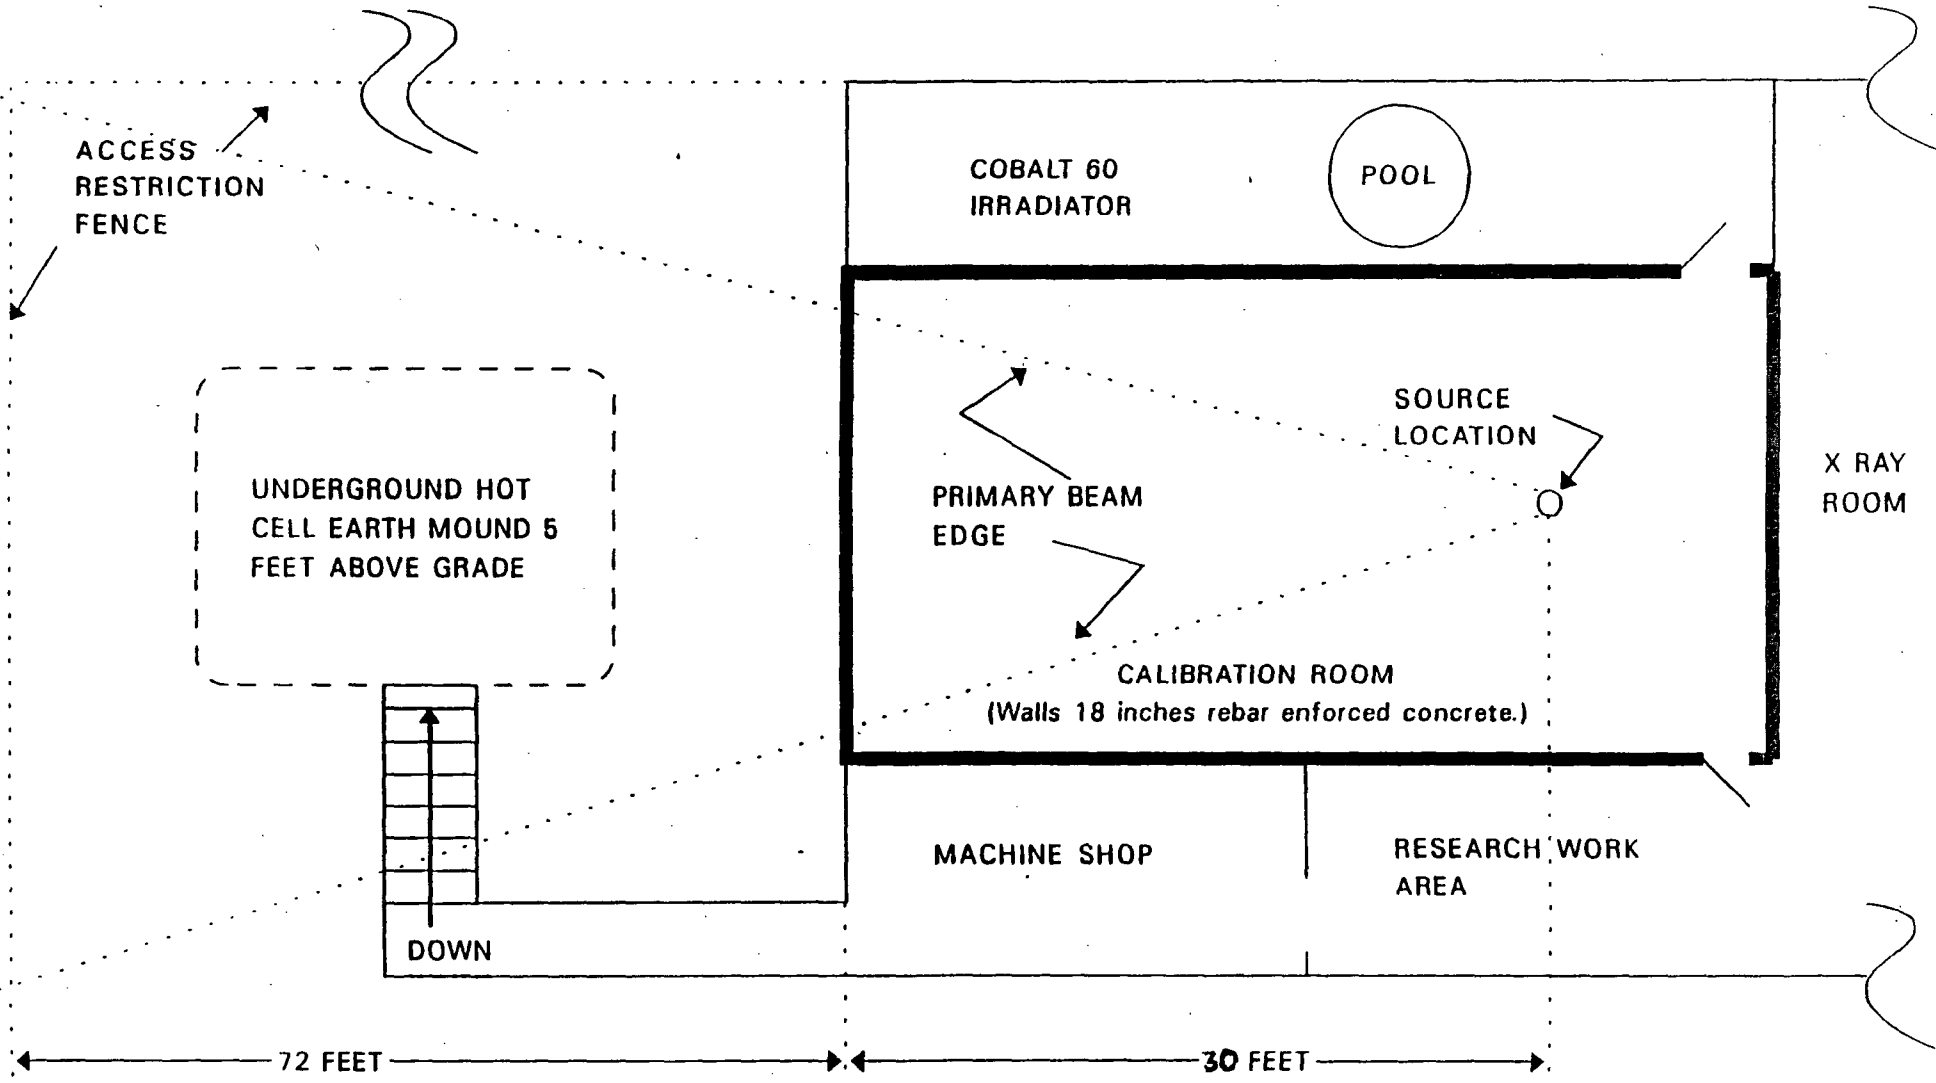 ACCESS
RESTRICTION
FENCE
COBALT 60
IRRADIATOR
POOL
SOURCE
LOCATION
X RAY
ROOM
UNDERGROUND HOT
CELL EARTH MOUND 5
FEET ABOVE GRADE
PRIMARY BEAM
EDGE
CALIBRATION ROOM
(Walls 18 inches rebar enforced concrete.)
MACHINE SHOP
RESEARCH WORK
AREA
DOWN
72 FEET
30 FEET